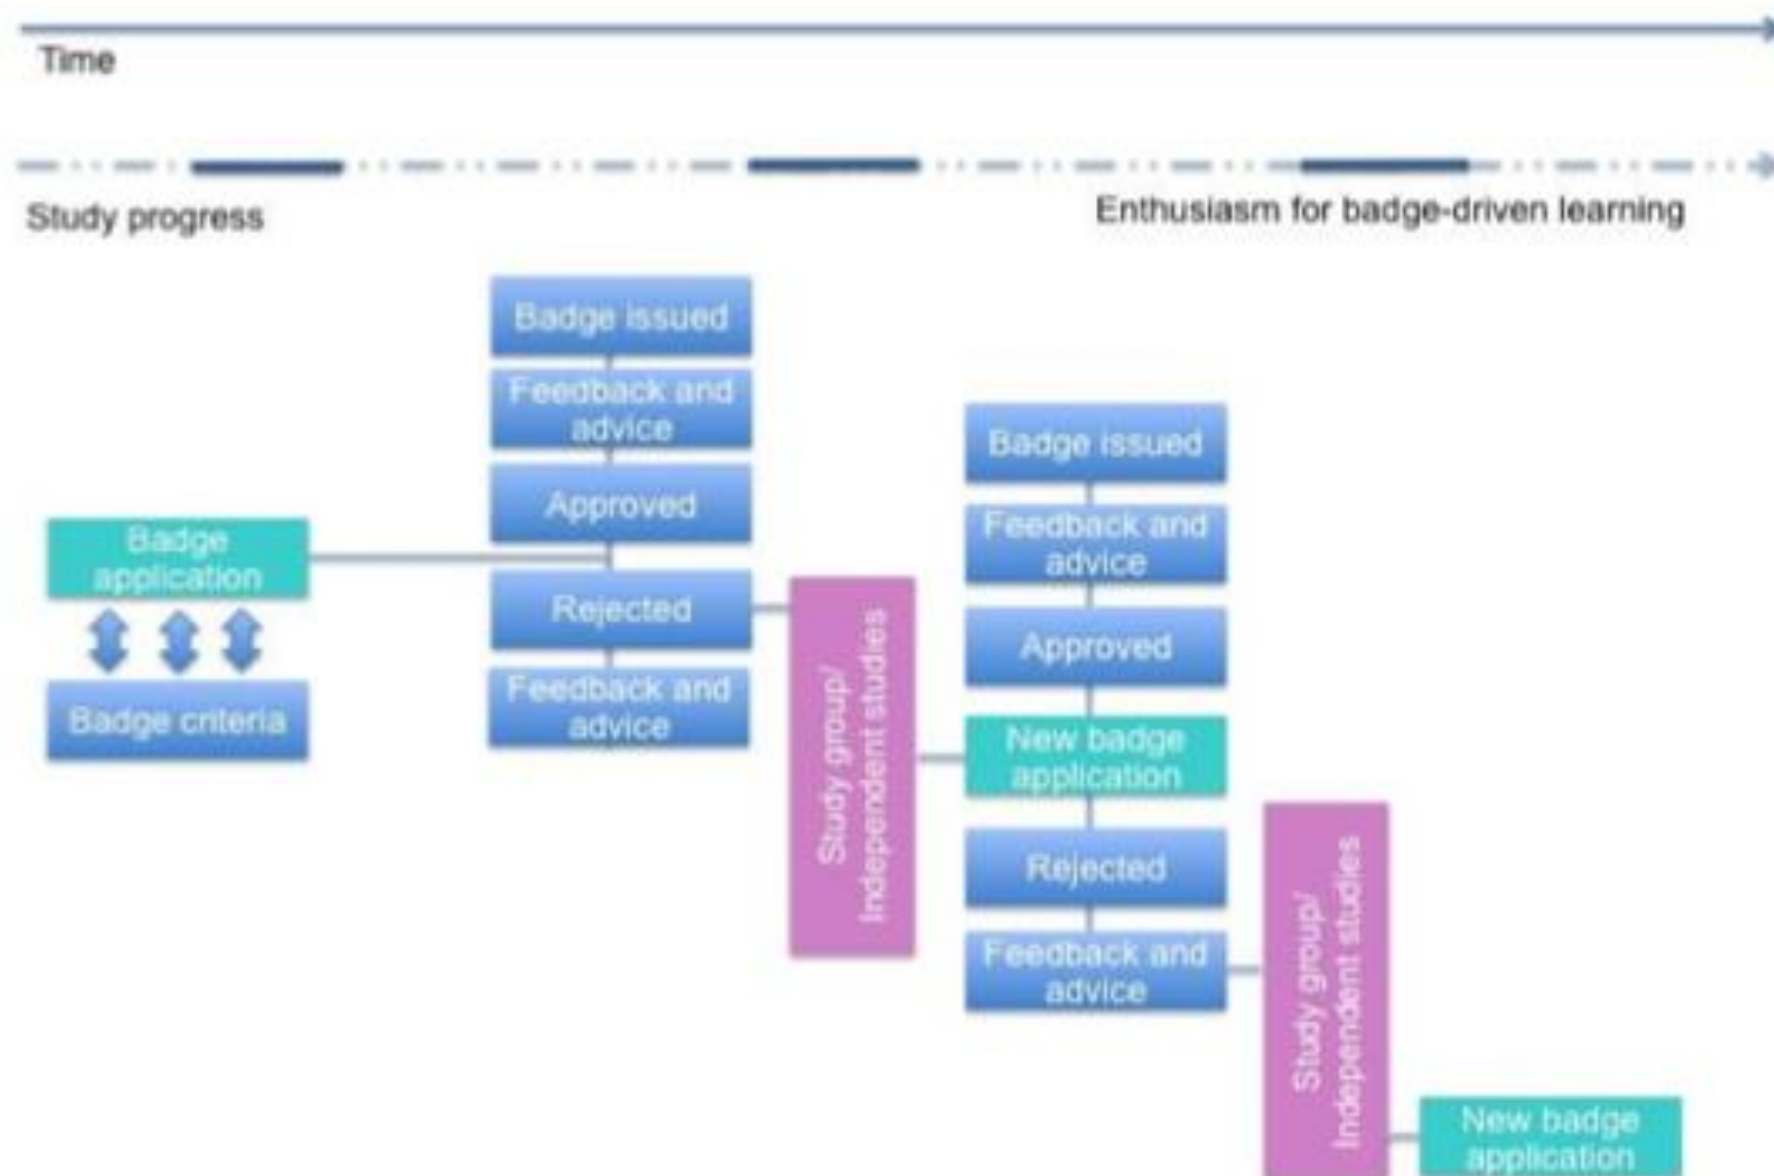 Time
Study progress
Enthusiasm for badge-driven learning
Badge
application
Badge criteria
Badge issued
Feedback and
advice
Approved
Rejected
Feedback and
advice
Study group/
Independent studies
Badge issued
Feedback and
advice
Approved
New badge
application
Rejected
Feedback and
advice
Study group/
Independent studies
New badge
application